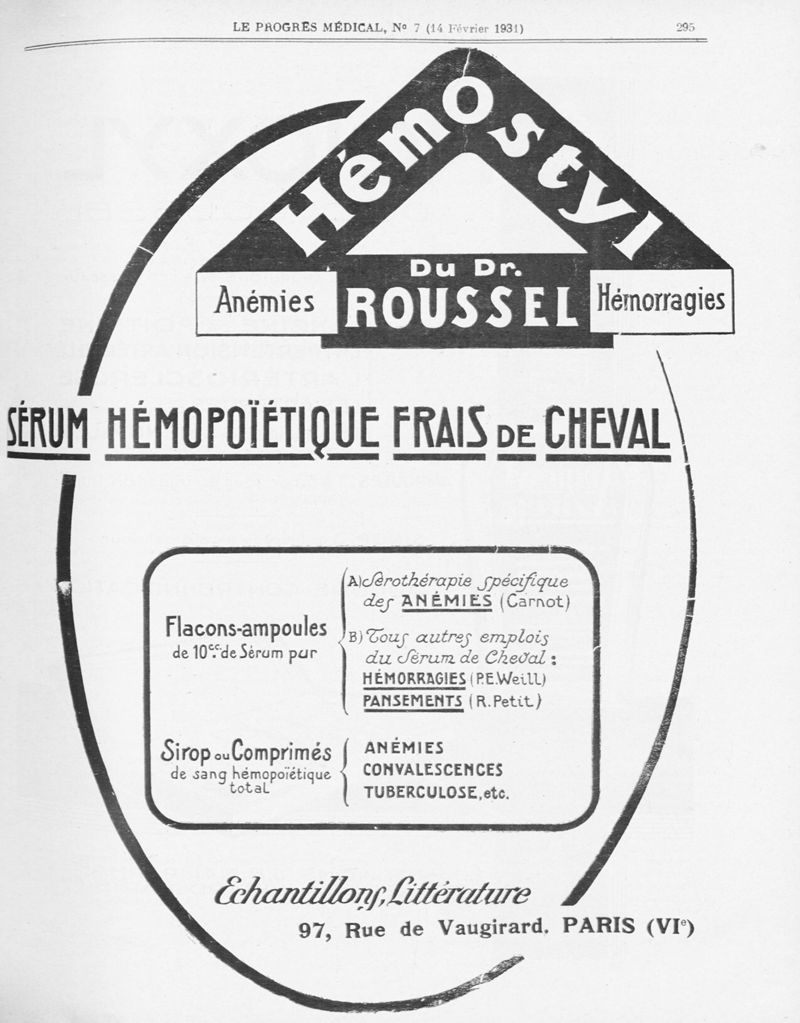 LE PROGRÈS MÉDICAL, No 7 (14 Février 1931) 295
Hémostyl
Du Dr.
ROUSSEL
Anémies
Hémorragies
SÉRUM HÉMOPOÏÉTIQUE FRAIS DE CHEVAL
Flacons-ampoules
de 10cc. de Sérum pur
A) Sérothérapie spécifique
des ANÉMIES (Carnot)
B) Tous autres emplois
du Sérum de Cheval :
HÉMORRAGIES (P.E.Weill)
PANSEMENTS (R.Petit)
Sirop ou Comprimés
de sang hémopoïétique
total
ANÉMIES
CONVALESCENCES
TUBERCULOSE, etc.
Echantillons, Littérature
97, Rue de Vaugirard. PARIS (VIe)